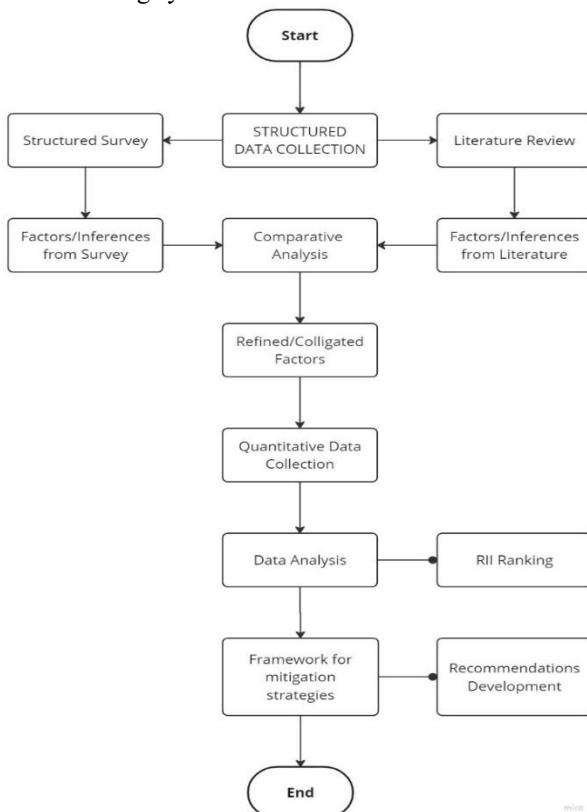 Start
Structured Survey
STRUCTURED
DATA COLLECTION
Literature Review
Factors/Inferences
from Survey
Comparative
Analysis
Factors/Inferences
from Literature
Refined/Colligated
Factors
Quantitative Data
Collection
Data Analysis
RII Ranking
Framework for
mitigation
strategies
Recommendations
Development
End
miro